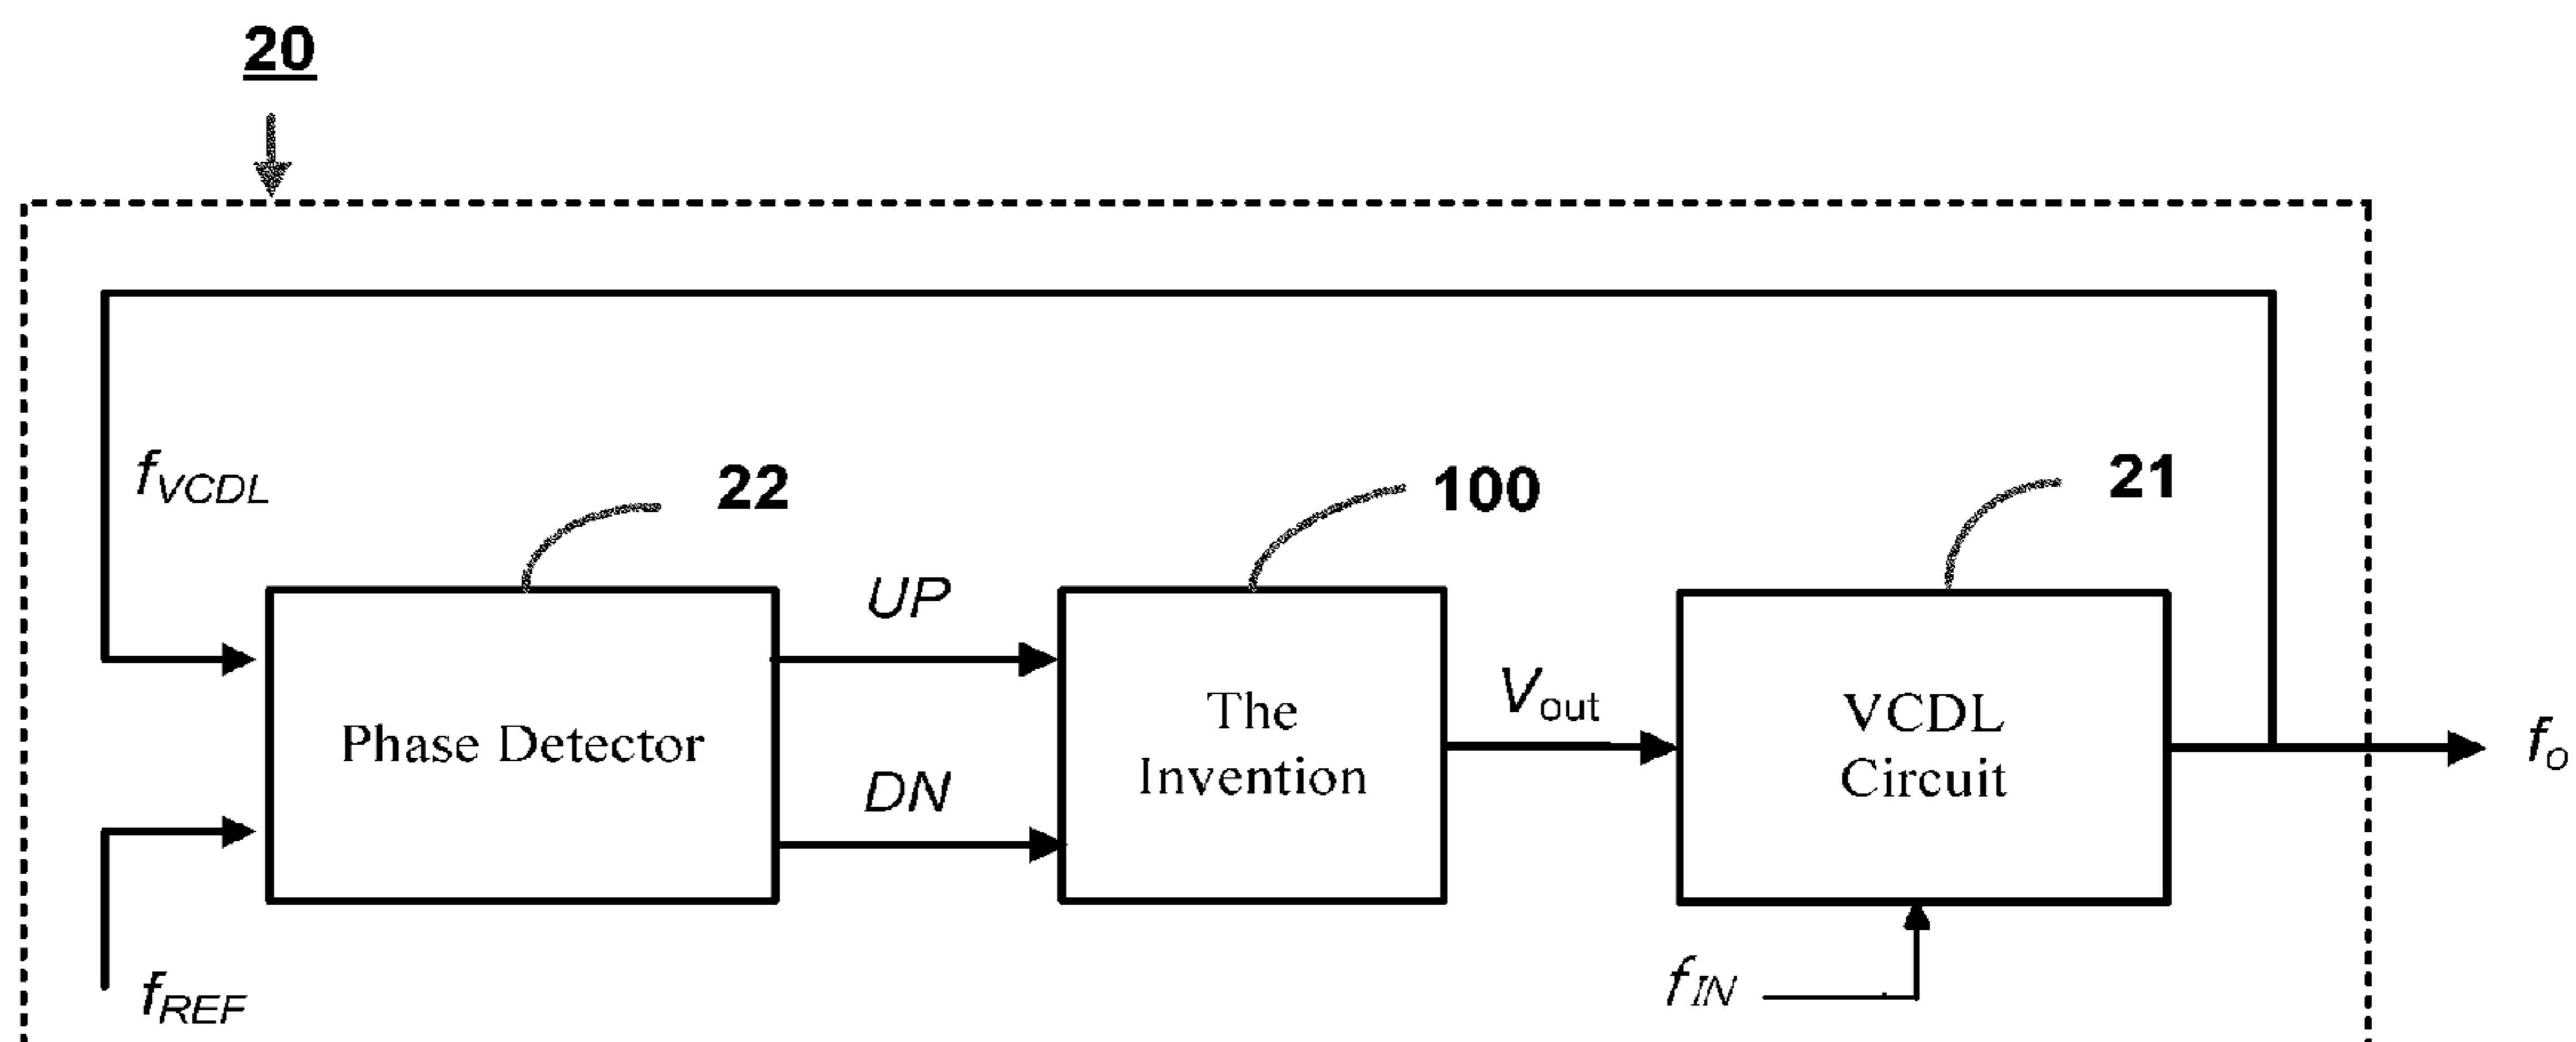 20
fVCDL
22
100
21
UP
Phase Detector
The
Invention
Vout
VCDL
Circuit
fo
DN
fREF
fIN